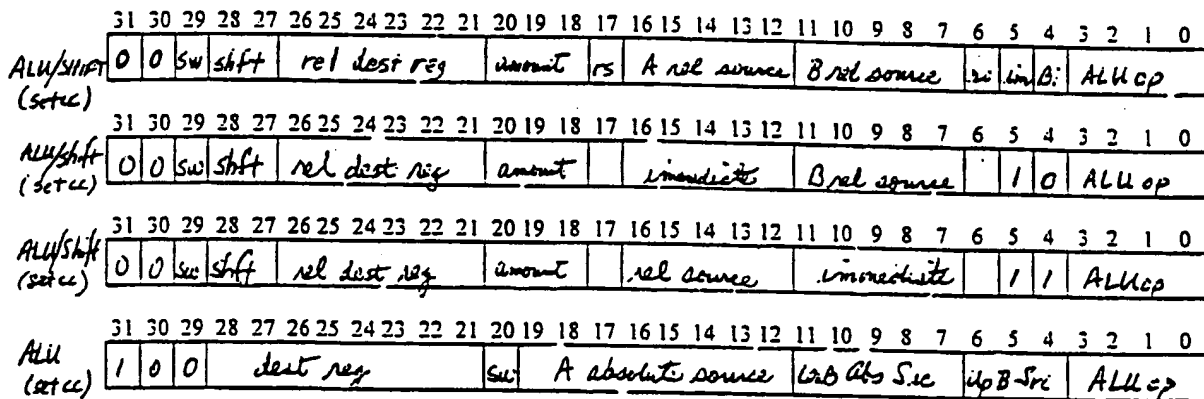 31 30 29 28 27 26 25 24 23 22 21 20 19 18 17 16 15 14 13 12 11 10 9 8 7 6 5 4 3 2 1 0
ALU/SHIFT 0 0 sw shft rel dest reg amount rs A rel source B rel source im Bi ALU op
(setcc)
31 30 29 28 27 26 25 24 23 22 21 20 19 18 17 16 15 14 13 12 11 10 9 8 7 6 5 4 3 2 1 0
ALU/shft 0 0 sw shft rel dest reg amount immediate B rel source 1 0 ALU op
(setcc)
31 30 29 28 27 26 25 24 23 22 21 20 19 18 17 16 15 14 13 12 11 10 9 8 7 6 5 4 3 2 1 0
ALU/Shift 0 0 sw shft rel dest reg amount rel source immediate 1 1 ALU op
(setcc)
31 30 29 28 27 26 25 24 23 22 21 20 19 18 17 16 15 14 13 12 11 10 9 8 7 6 5 4 3 2 1 0
ALU 1 0 0 dest reg sw A absolute source Abs Src ALU op
(setcc)